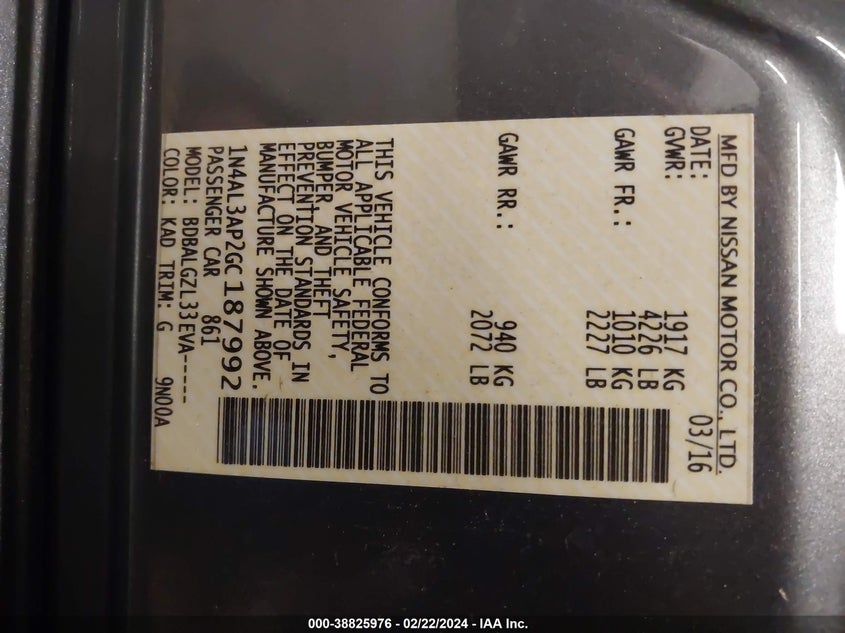 MFD BY NISSAN MOTOR CO., LTD.
DATE: 03/16
GVWR: 1917 KG
4226 LB
GAWR FR.: 1010 KG
2227 LB
GAWR RR.: 940 KG
2072 LB
THIS VEHICLE CONFORMS TO
ALL APPLICABLE FEDERAL
MOTOR VEHICLE SAFETY,
BUMPER, AND THEFT
PREVENTION STANDARDS IN
EFFECT ON THE DATE OF
MANUFACTURE SHOWN ABOVE.
1N4AL3AP2GC187992
PASSENGER CAR 861
MODEL: BDBALGZL33EVA-----
COLOR: KAD TRIM: G 9N00A
000-38825976 - 02/22/2024 - IAA Inc.